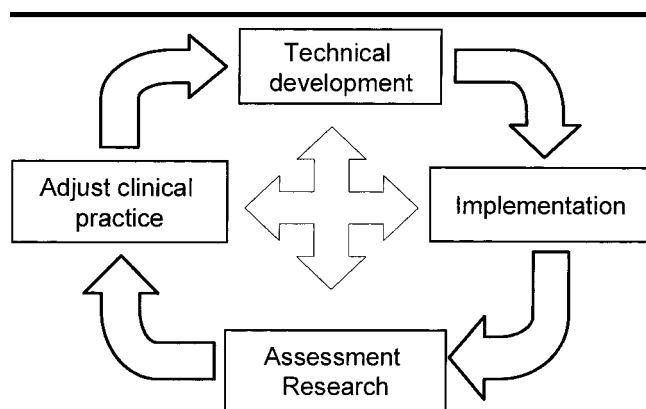 Technical
development
Adjust clinical
practice
Implementation
Assessment
Research